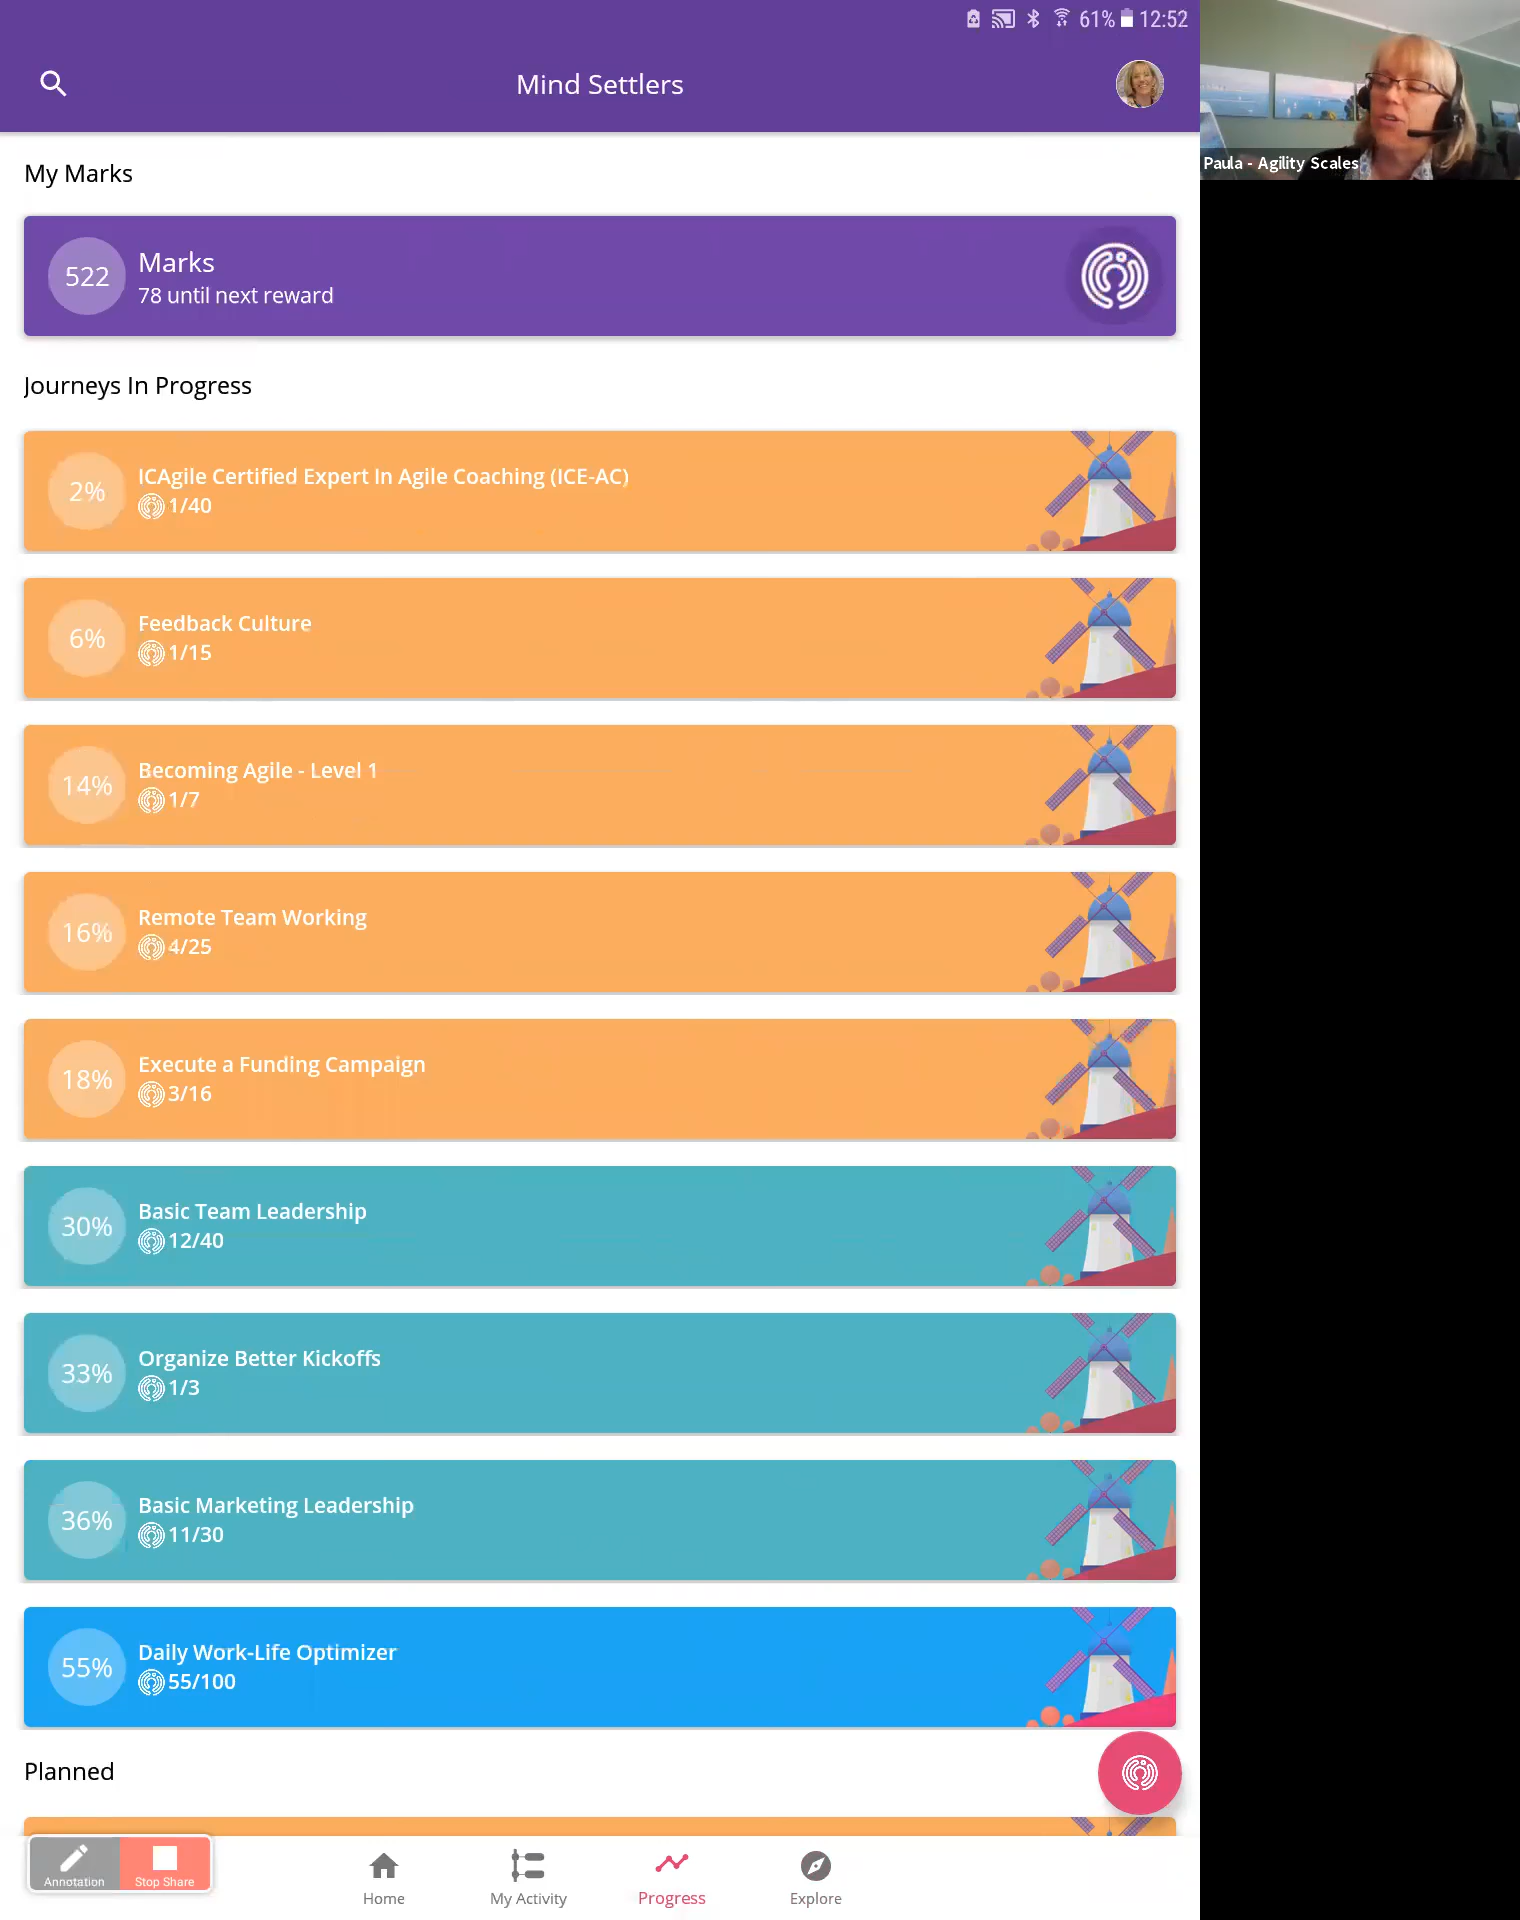 61% 12:52
Mind Settlers
Paula - Agility Scales
My Marks
522
Marks
78 until next reward
Journeys In Progress
2%
ICAgile Certified Expert In Agile Coaching (ICE-AC)
1/40
6%
Feedback Culture
1/15
14%
Becoming Agile - Level 1
1/7
16%
Remote Team Working
4/25
18%
Execute a Funding Campaign
3/16
30%
Basic Team Leadership
12/40
33%
Organize Better Kickoffs
1/3
36%
Basic Marketing Leadership
11/30
55%
Daily Work-Life Optimizer
55/100
Planned
Annotation
Stop Share
Home
My Activity
Progress
Explore